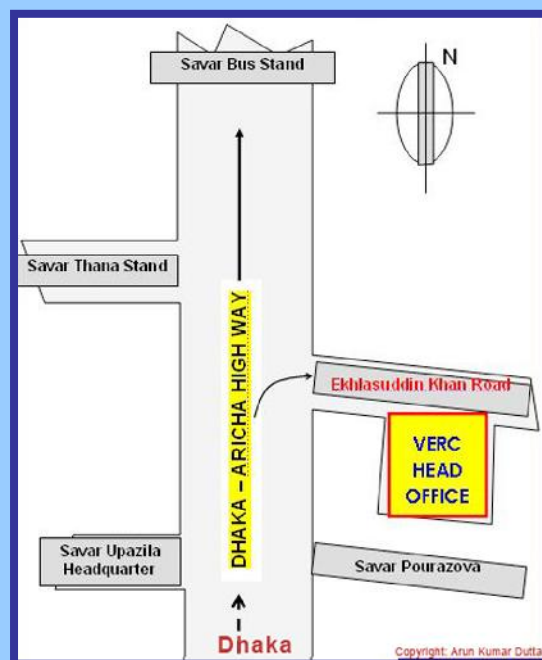 Savar Bus Stand
N
Savar Thana Stand
DHAKA – ARICHA HIGH WAY
Ekhlasuddin Khan Road
VERC
HEAD
OFFICE
Savar Upazila
Headquarter
Savar Pourazova
Dhaka
Copyright: Arun Kumar Dutta